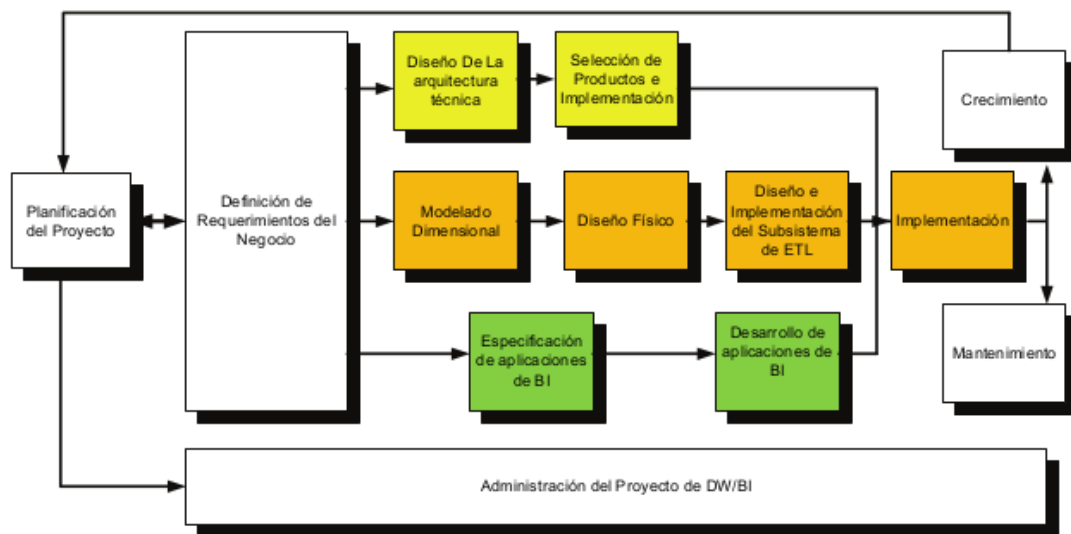 Planificación
del Proyecto
Definición de
Requerimientos del
Negocio
Diseño De La
arquitectura
técnica
Selección de
Productos e
Implementación
Modelado
Dimensional
Diseño Físico
Diseño e
Implementación
del Subsistema
de ETL
Implementación
Especificación
de aplicaciones
de BI
Desarrollo de
aplicaciones de
BI
Crecimiento
Mantenimiento
Administración del Proyecto de DW/BI